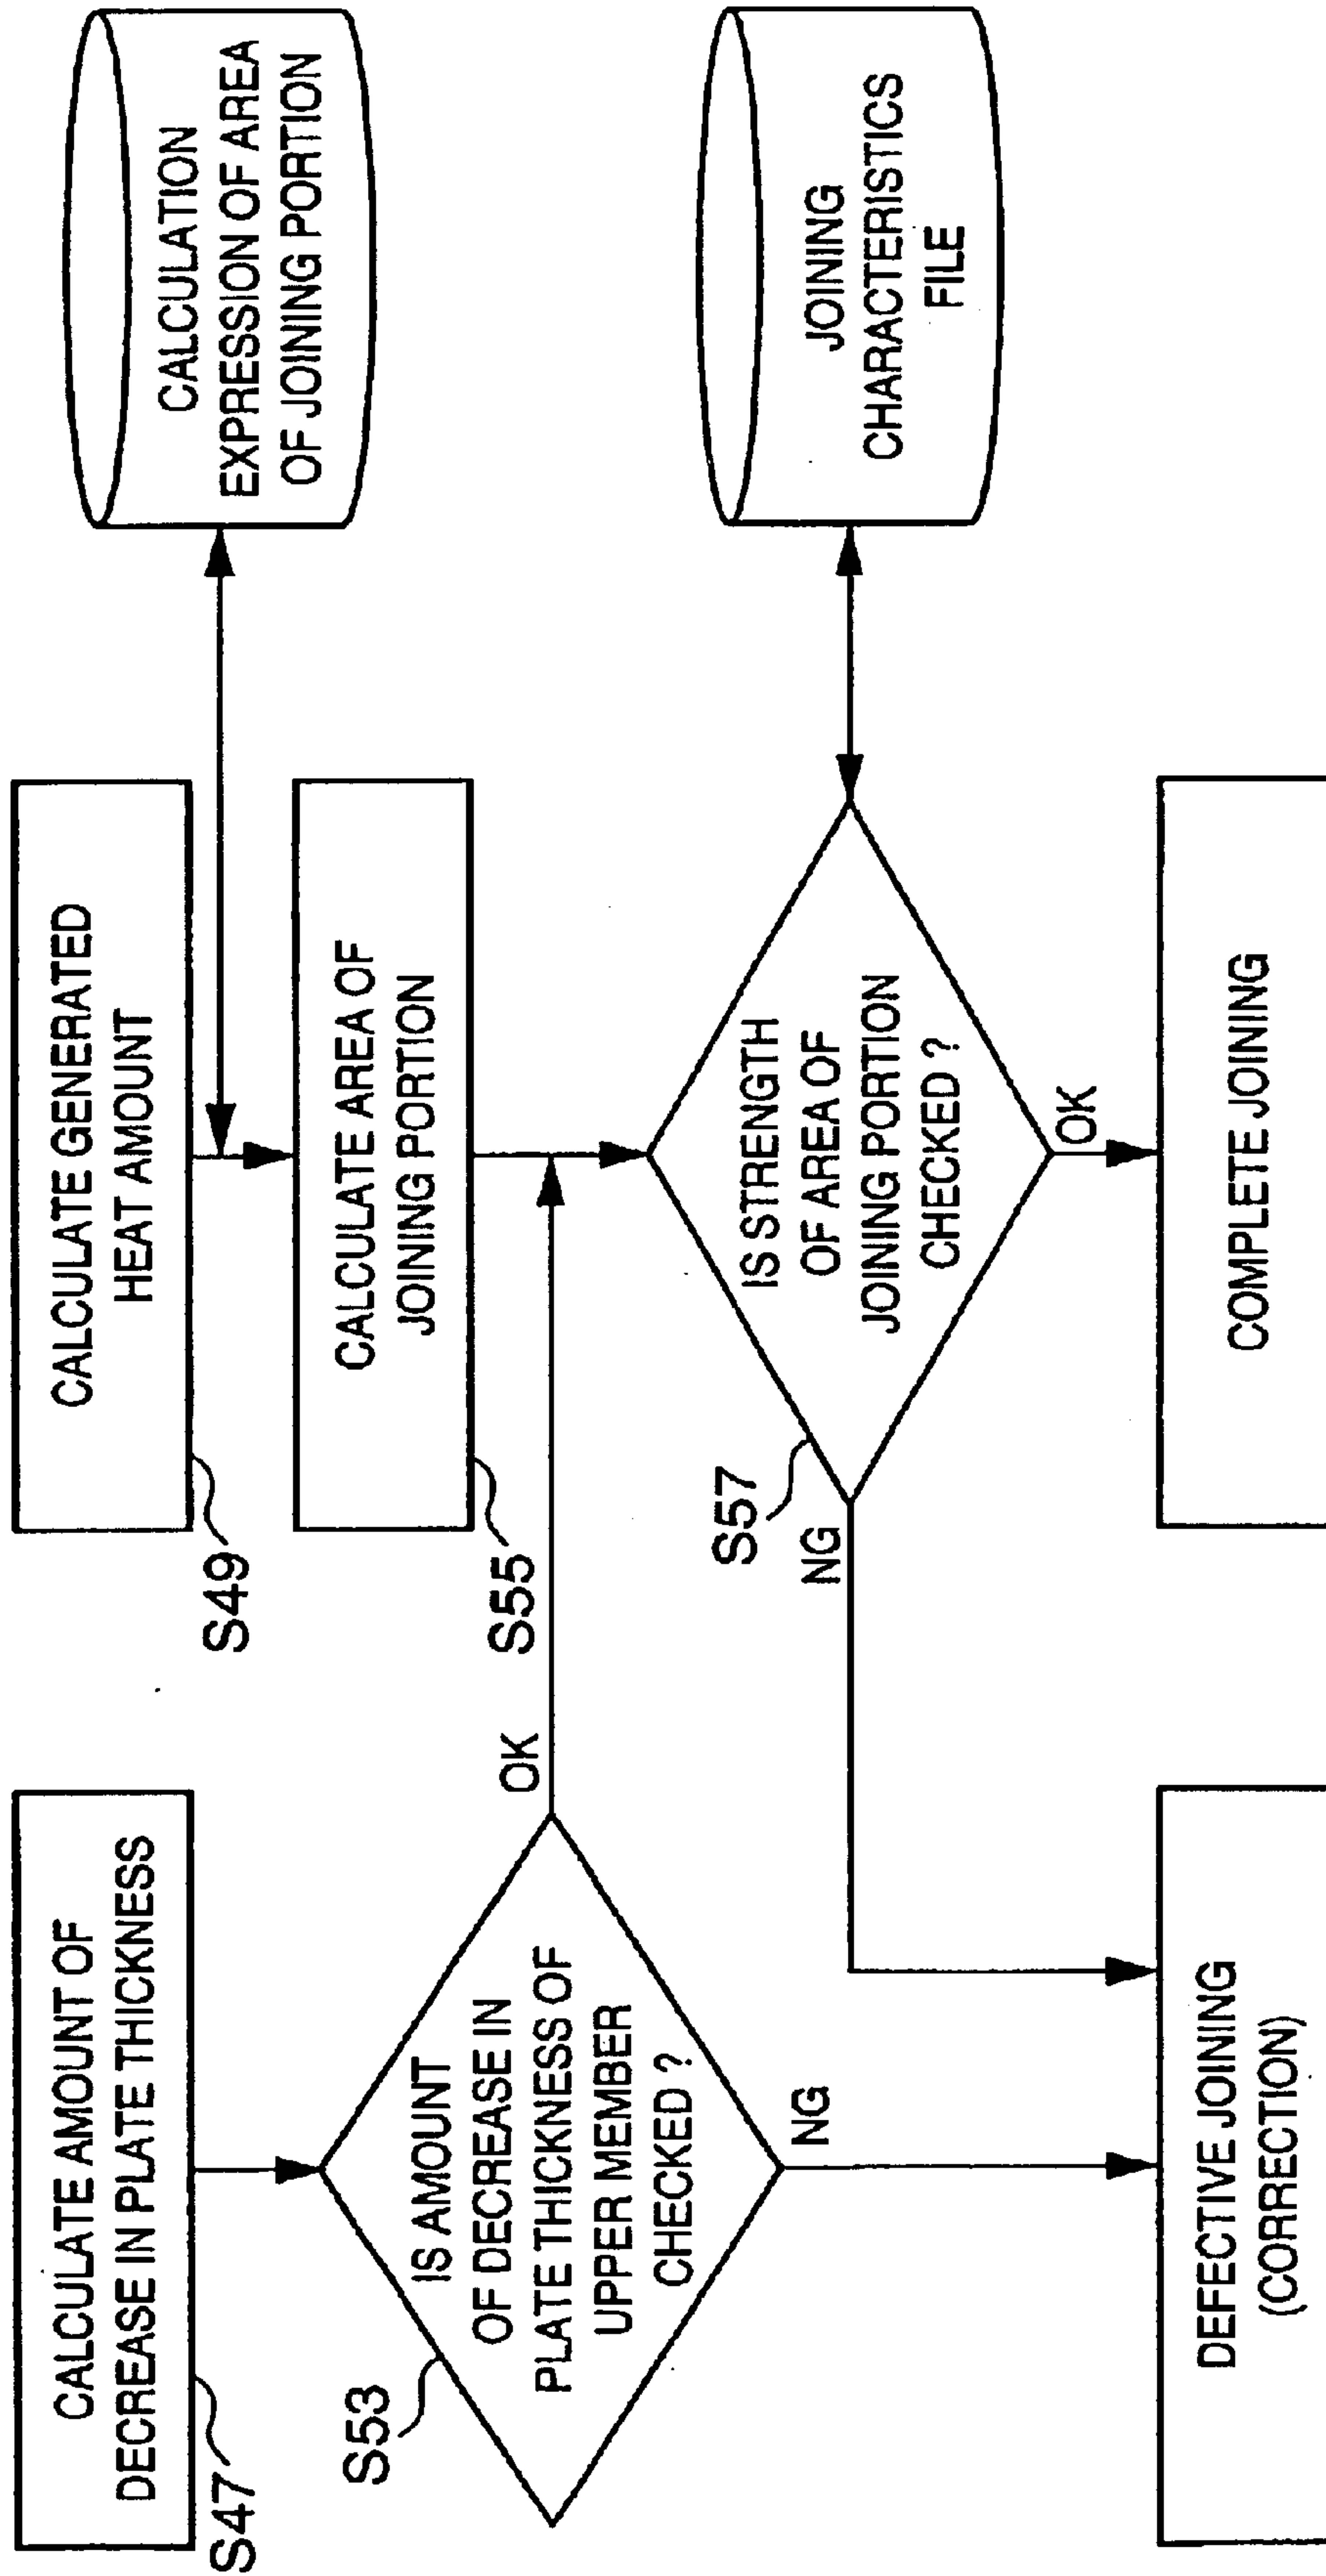 CALCULATE AMOUNT OF
DECREASE IN PLATE THICKNESS
S47
IS AMOUNT
OF DECREASE IN
PLATE THICKNESS OF
UPPER MEMBER
CHECKED ?
S53
OK
NG
DEFECTIVE JOINING
(CORRECTION)
CALCULATE GENERATED
HEAT AMOUNT
S49
CALCULATE AREA OF
JOINING PORTION
S55
IS STRENGTH
OF AREA OF
JOINING PORTION
CHECKED ?
S57
NG
OK
COMPLETE JOINING
CALCULATION
EXPRESSION OF AREA
OF JOINING PORTION
JOINING
CHARACTERISTICS
FILE